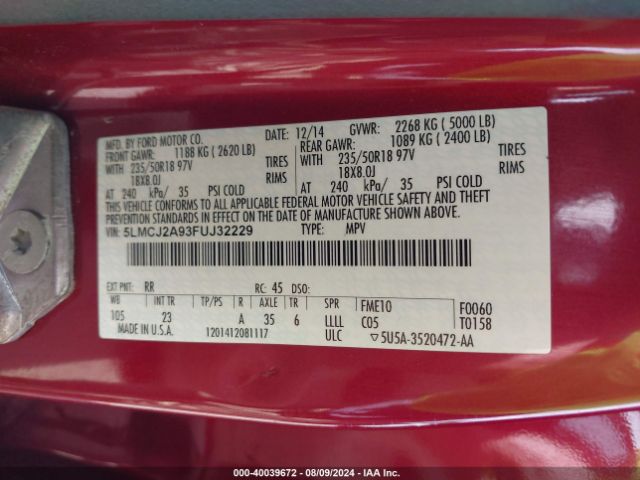 MFD. BY FORD MOTOR CO.
12/14
GVWR: 2268 KG ( 5000 LB)
FRONT GAWR: 1188 KG ( 2620 LB)
REAR GAWR: 1089 KG ( 2400 LB)
WITH 235/50R18 97V TIRES
WITH 235/50R18 97V TIRES
18X8.0J RIMS
18X8.0J RIMS
AT 240 kPa/ 35 PSI COLD
AT 240 kPa/ 35 PSI COLD
THIS VEHICLE CONFORMS TO ALL APPLICABLE FEDERAL MOTOR VEHICLE SAFETY AND THEFT
PREVENTION STANDARDS IN EFFECT ON THE DATE OF MANUFACTURE SHOWN ABOVE.
VIN: 5LMCJ2A93FUJ32229
TYPE: MPV
EXT PNT: RR RC: 45 DSO:
WB INT TR TP/PS R AXLE TR SPR FME10 F0060
105 23 A 35 6 LLLL C05 T0158
MADE IN U.S.A. 1201412081117 ULC ▽5U5A-3520472-AA
000-40039672 - 08/09/2024 - IAA Inc.